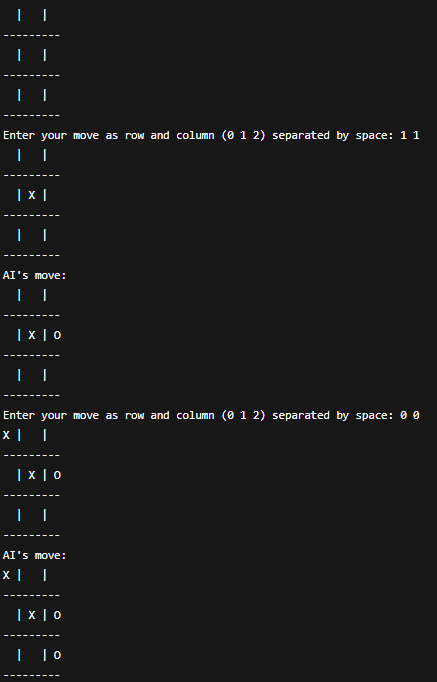 |   |
---------
  |   |
---------
  |   |
---------
Enter your move as row and column (0 1 2) separated by space: 1 1
  |   |
---------
  | X |
---------
  |   |
---------
AI's move:
  |   |
---------
  | X | O
---------
  |   |
---------
Enter your move as row and column (0 1 2) separated by space: 0 0
X |   |
---------
  | X | O
---------
  |   |
---------
AI's move:
X |   |
---------
  | X | O
---------
  |   | O
---------